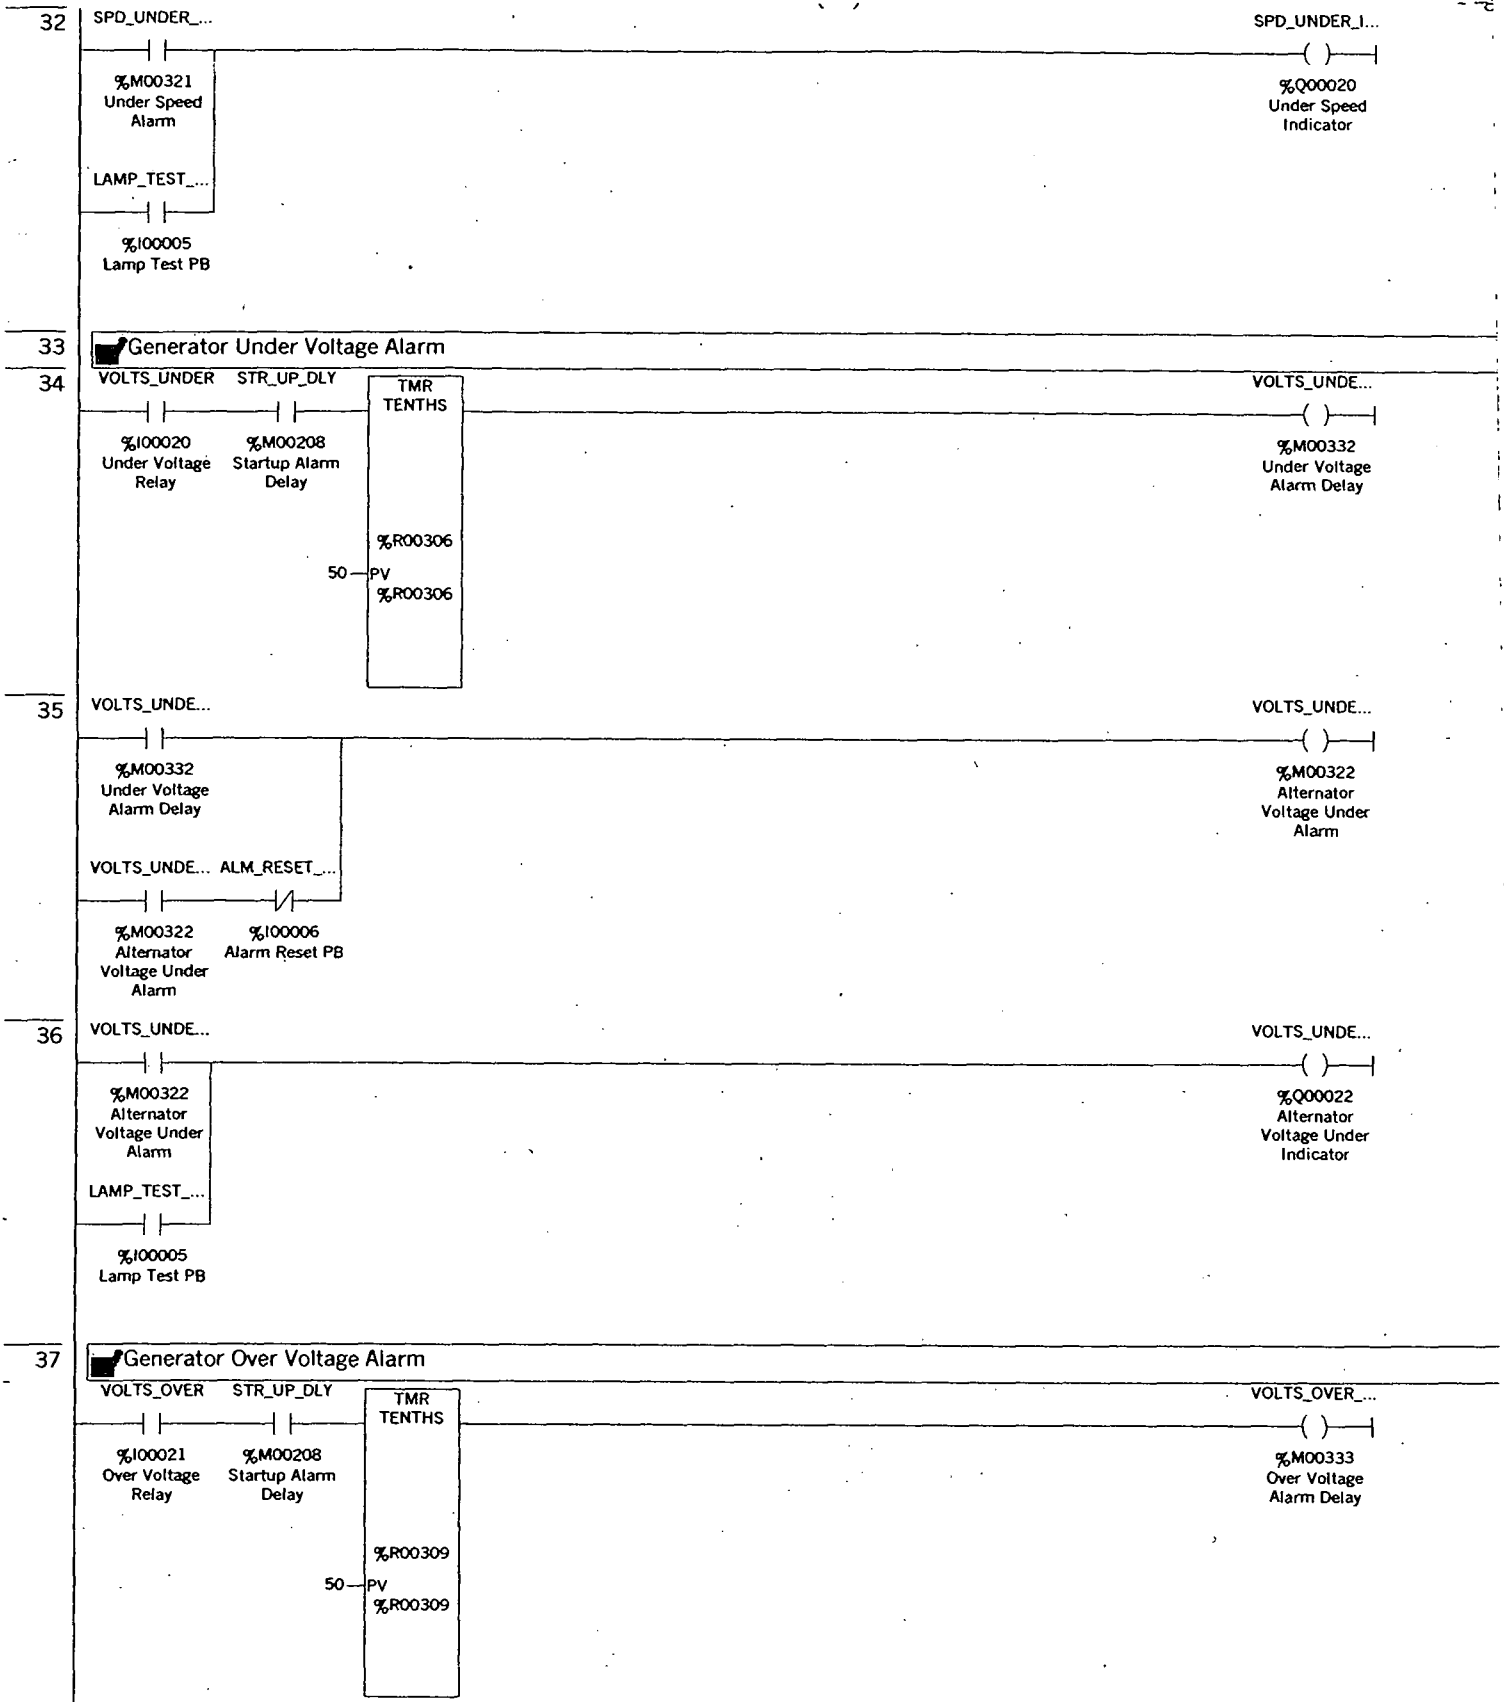 32
SPD_UNDER_...
SPD_UNDER_I...
%M00321
Under Speed
Alarm
%Q00020
Under Speed
Indicator
LAMP_TEST_...
%I00005
Lamp Test PB
33
Generator Under Voltage Alarm
34
VOLTS_UNDER STR_UP_DLY
TMR
TENTHS
VOLTS_UNDE...
%I00020
Under Voltage
Relay
%M00208
Startup Alarm
Delay
%M00332
Under Voltage
Alarm Delay
%R00306
50 PV
%R00306
35
VOLTS_UNDE...
VOLTS_UNDE...
%M00332
Under Voltage
Alarm Delay
%M00322
Alternator
Voltage Under
Alarm
VOLTS_UNDE... ALM_RESET_...
%M00322
Alternator
Voltage Under
Alarm
%I00006
Alarm Reset PB
36
VOLTS_UNDE...
VOLTS_UNDE...
%M00322
Alternator
Voltage Under
Alarm
%Q00022
Alternator
Voltage Under
Indicator
LAMP_TEST_...
%I00005
Lamp Test PB
37
Generator Over Voltage Alarm
VOLTS_OVER STR_UP_DLY
TMR
TENTHS
VOLTS_OVER_...
%I00021
Over Voltage
Relay
%M00208
Startup Alarm
Delay
%M00333
Over Voltage
Alarm Delay
%R00309
50 PV
%R00309